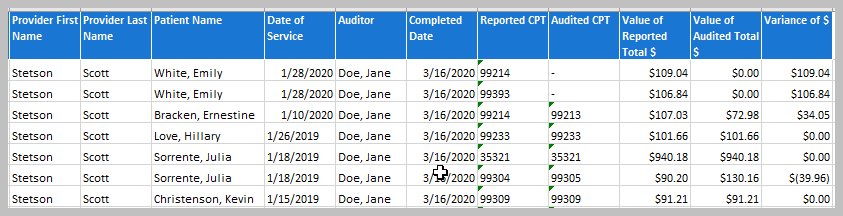 Provider First Name Provider Last Name Patient Name Date of Service Auditor Completed Date Reported CPT Audited CPT Value of Reported Total $ Value of Audited Total $ Variance of $
Stetson Scott White, Emily 1/28/2020 Doe, Jane 3/16/2020 99214 - $109.04 $0.00 $109.04
Stetson Scott White, Emily 1/28/2020 Doe, Jane 3/16/2020 99393 - $106.84 $0.00 $106.84
Stetson Scott Bracken, Ernestine 1/10/2020 Doe, Jane 3/16/2020 99214 99213 $107.03 $72.98 $34.05
Stetson Scott Love, Hillary 1/26/2019 Doe, Jane 3/16/2020 99233 99233 $101.66 $101.66 $0.00
Stetson Scott Sorrente, Julia 1/18/2019 Doe, Jane 3/16/2020 35321 35321 $940.18 $940.18 $0.00
Stetson Scott Sorrente, Julia 1/18/2019 Doe, Jane 3/16/2020 99304 99305 $90.20 $130.16 $(39.96)
Stetson Scott Christenson, Kevin 1/15/2019 Doe, Jane 3/16/2020 99309 99309 $91.21 $91.21 $0.00